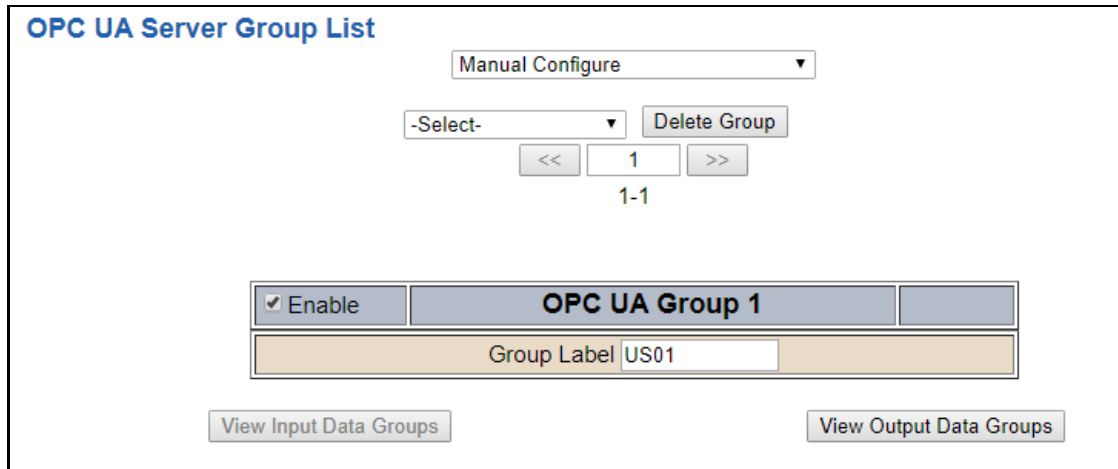 OPC UA Server Group List
Manual Configure
-Select- Delete Group
<< 1 >>
1-1
Enable OPC UA Group 1
Group Label US01
View Input Data Groups View Output Data Groups